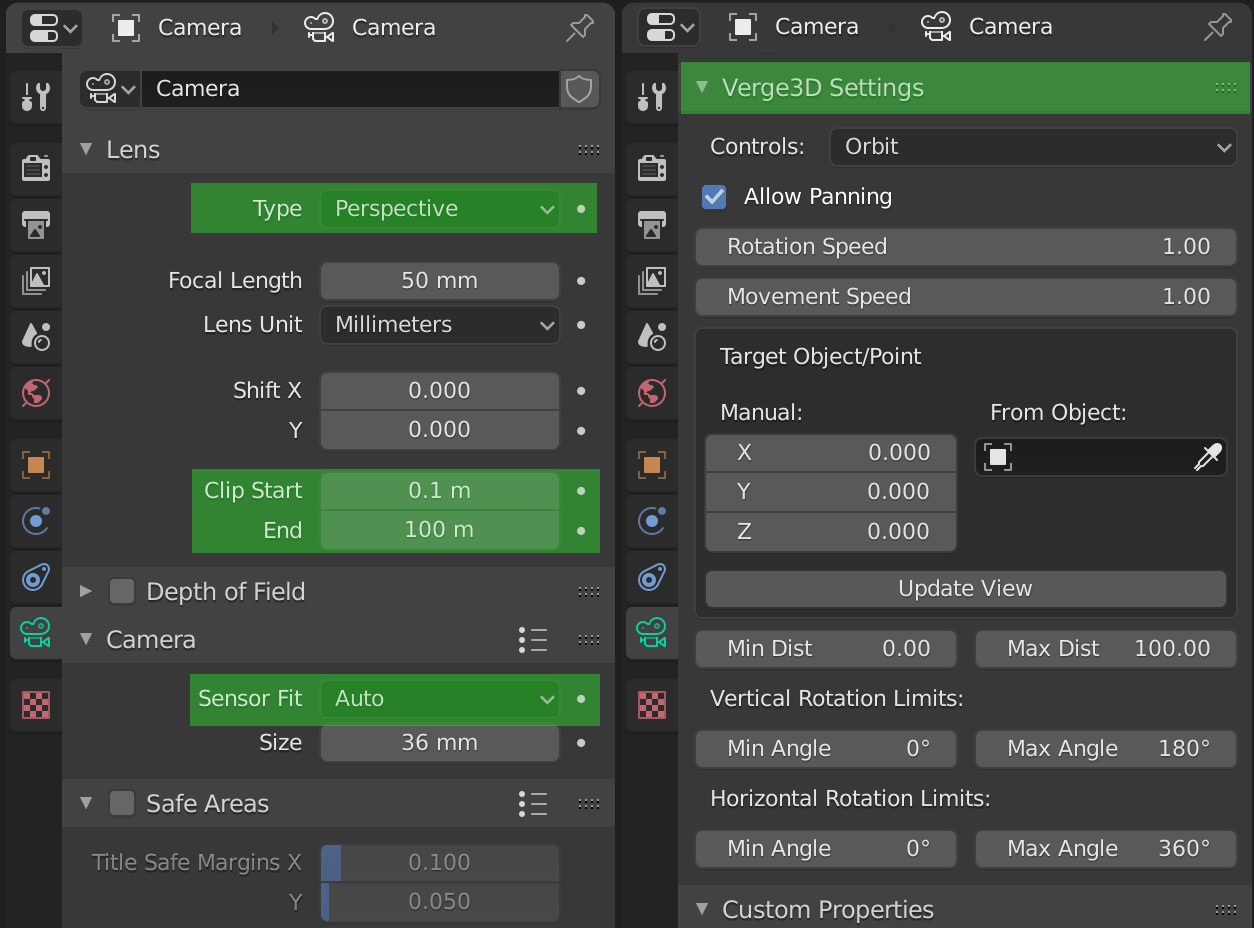 Camera Camera
Camera
Lens
Type Perspective
Focal Length 50 mm
Lens Unit Millimeters
Shift X 0.000
Y 0.000
Clip Start 0.1 m
End 100 m
Depth of Field
Camera
Sensor Fit Auto
Size 36 mm
Safe Areas
Title Safe Margins X 0.100
Y 0.050
Camera Camera
Verge3D Settings
Controls: Orbit
Allow Panning
Rotation Speed 1.00
Movement Speed 1.00
Target Object/Point
Manual: From Object:
X 0.000
Y 0.000
Z 0.000
Update View
Min Dist 0.00 Max Dist 100.00
Vertical Rotation Limits:
Min Angle 0° Max Angle 180°
Horizontal Rotation Limits:
Min Angle 0° Max Angle 360°
Custom Properties